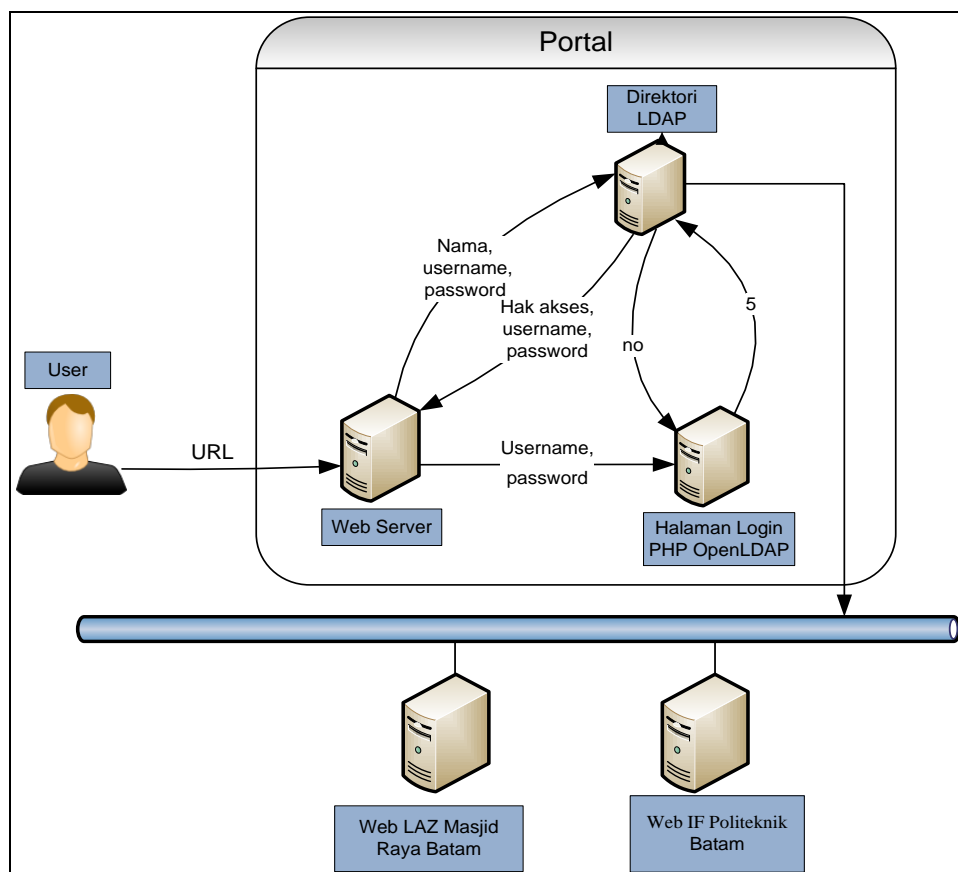 Portal
Direktori
LDAP
Nama,
username,
password
Hak akses,
username,
password
no
5
User
URL
Username,
password
Web Server
Halaman Login
PHP OpenLDAP
Web LAZ Masjid
Raya Batam
Web IF Politeknik
Batam